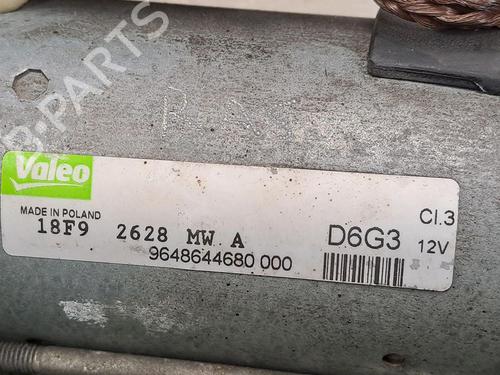 B-PARTS
Valeo
MADE IN POLAND
18F9 2628 MW A
9648644680 000
D6G3
Cl.3
12V